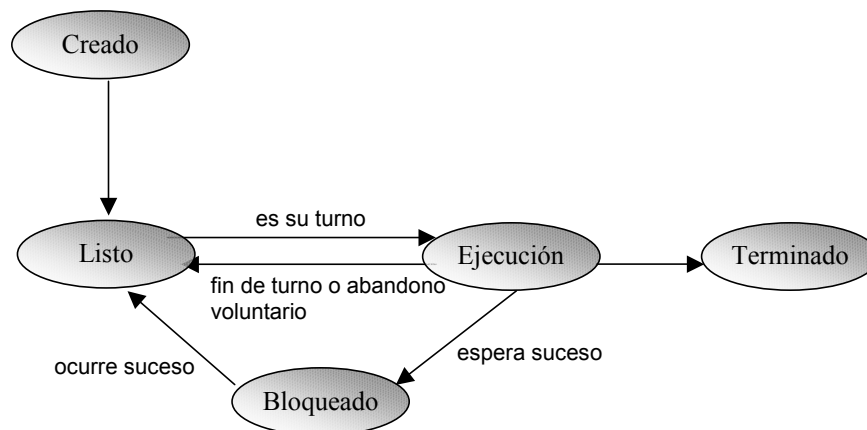 Creado
es su turno
Listo
Ejecución
Terminado
fin de turno o abandono
voluntario
ocurre suceso
espera suceso
Bloqueado